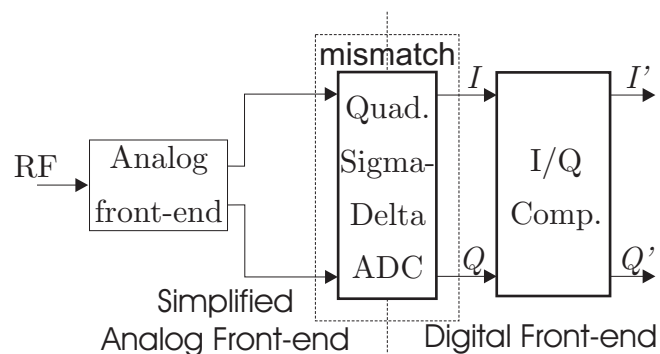 mismatch
RF
Analog
front-end
Quad.
Sigma-
Delta
ADC
I
Q
I/Q
Comp.
I'
Q'
Simplified
Analog Front-end
Digital Front-end